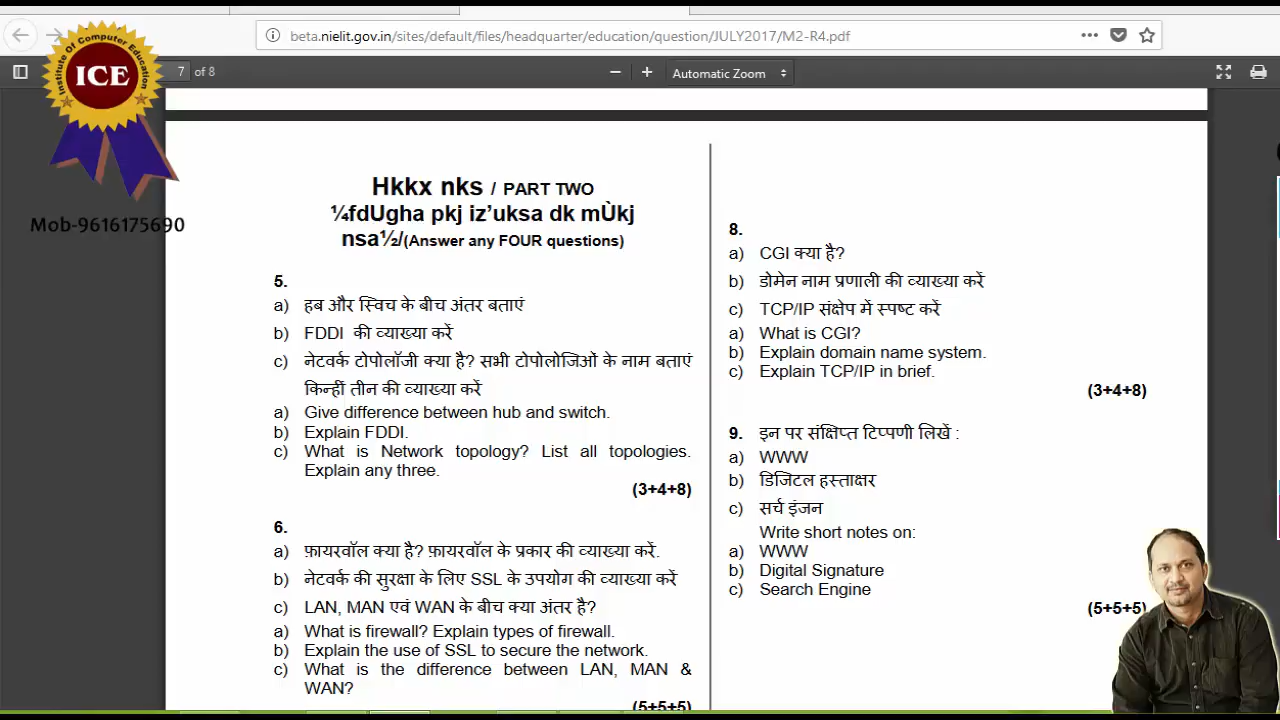 beta.nielit.gov.in/sites/default/files/headquarter/education/question/JULY2017/M2-R4.pdf
Institute Of Computer Education
ICE
7 of 8
Automatic Zoom
Mob-9616175690
Hkkx nks / PART TWO
¼fdUgha pkj iz'uksa dk mÙkj
nsa½/(Answer any FOUR questions)
5.
a) हब और स्विच के बीच अंतर बताएं
b) FDDI की व्याख्या करें
c) नेटवर्क टोपोलॉजी क्या है? सभी टोपोलोजिओं के नाम बताएं
किन्हीं तीन की व्याख्या करें
a) Give difference between hub and switch.
b) Explain FDDI.
c) What is Network topology? List all topologies.
Explain any three.
(3+4+8)
6.
a) फ़ायरवॉल क्या है? फ़ायरवॉल के प्रकार की व्याख्या करें.
b) नेटवर्क की सुरक्षा के लिए SSL के उपयोग की व्याख्या करें
c) LAN, MAN एवं WAN के बीच क्या अंतर है?
a) What is firewall? Explain types of firewall.
b) Explain the use of SSL to secure the network.
c) What is the difference between LAN, MAN &
WAN?
(5+5+5)
8.
a) CGI क्या है?
b) डोमेन नाम प्रणाली की व्याख्या करें
c) TCP/IP संक्षेप में स्पष्ट करें
a) What is CGI?
b) Explain domain name system.
c) Explain TCP/IP in brief.
(3+4+8)
9. इन पर संक्षिप्त टिप्पणी लिखें :
a) WWW
b) डिजिटल हस्ताक्षर
c) सर्च इंजन
Write short notes on:
a) WWW
b) Digital Signature
c) Search Engine
(5+5+5)